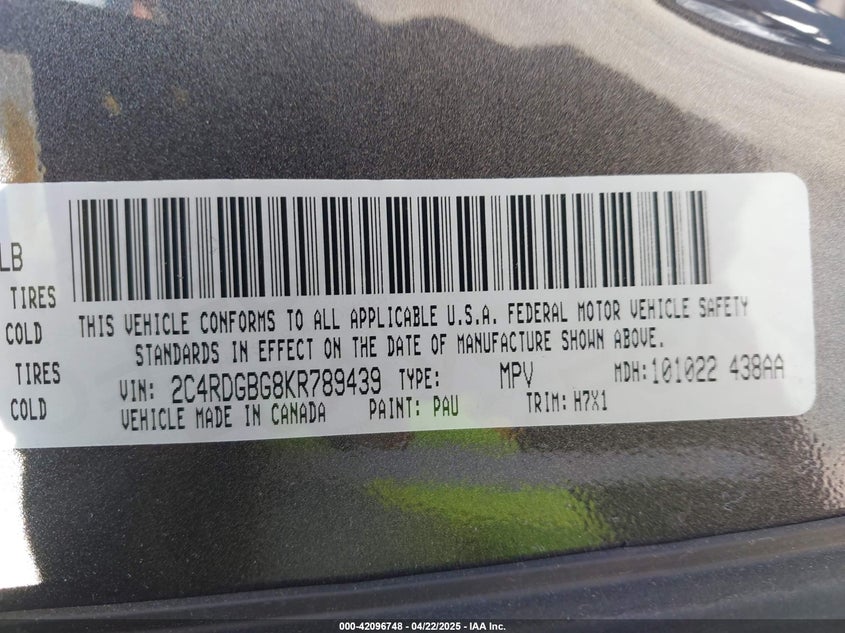 LB
TIRES
COLD
TIRES
COLD
THIS VEHICLE CONFORMS TO ALL APPLICABLE U.S.A. FEDERAL MOTOR VEHICLE SAFETY
STANDARDS IN EFFECT ON THE DATE OF MANUFACTURE SHOWN ABOVE.
VIN: 2C4RDGBG8KR789439 TYPE: MPV MDH:101022 438AA
VEHICLE MADE IN CANADA PAINT: PAU TRIM: H7X1
000-42096748 - 04/22/2025 - IAA Inc.